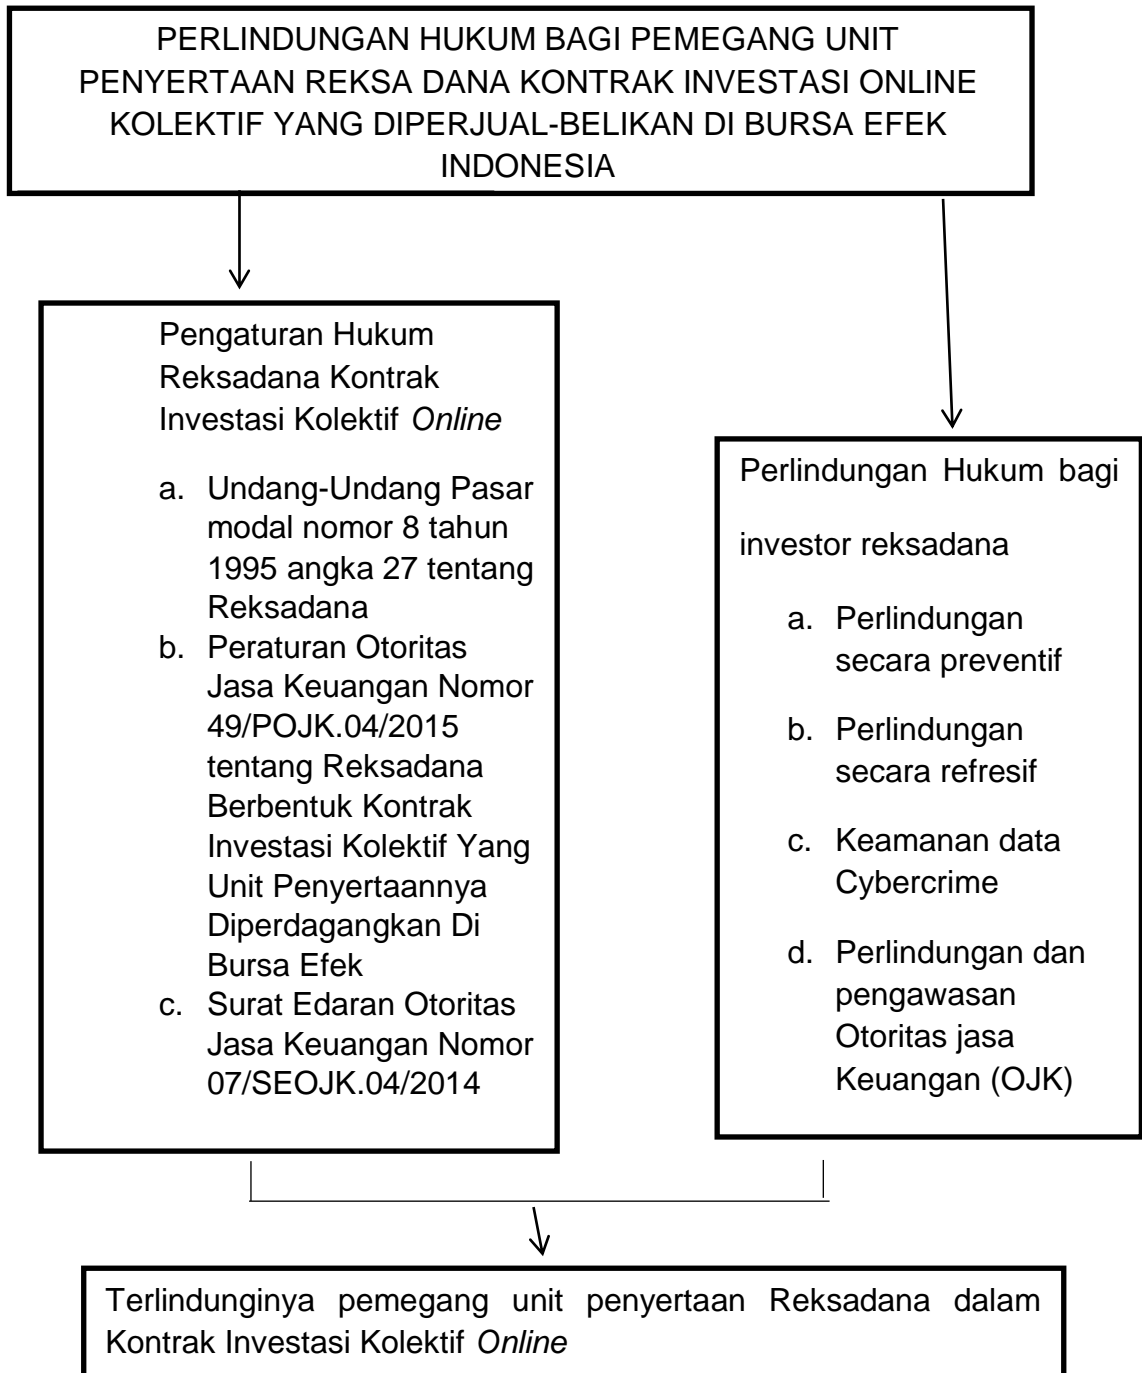 PERLINDUNGAN HUKUM BAGI PEMEGANG UNIT
PENYERTAAN REKSA DANA KONTRAK INVESTASI ONLINE
KOLEKTIF YANG DIPERJUAL-BELIKAN DI BURSA EFEK
INDONESIA
Pengaturan Hukum
Reksadana Kontrak
Investasi Kolektif Online
a. Undang-Undang Pasar
modal nomor 8 tahun
1995 angka 27 tentang
Reksadana
b. Peraturan Otoritas
Jasa Keuangan Nomor
49/POJK.04/2015
tentang Reksadana
Berbentuk Kontrak
Investasi Kolektif Yang
Unit Penyertaannya
Diperdagangkan Di
Bursa Efek
c. Surat Edaran Otoritas
Jasa Keuangan Nomor
07/SEOJK.04/2014
Perlindungan Hukum bagi
investor reksadana
a. Perlindungan
secara preventif
b. Perlindungan
secara refresif
c. Keamanan data
Cybercrime
d. Perlindungan dan
pengawasan
Otoritas jasa
Keuangan (OJK)
Terlindunginya pemegang unit penyertaan Reksadana dalam
Kontrak Investasi Kolektif Online